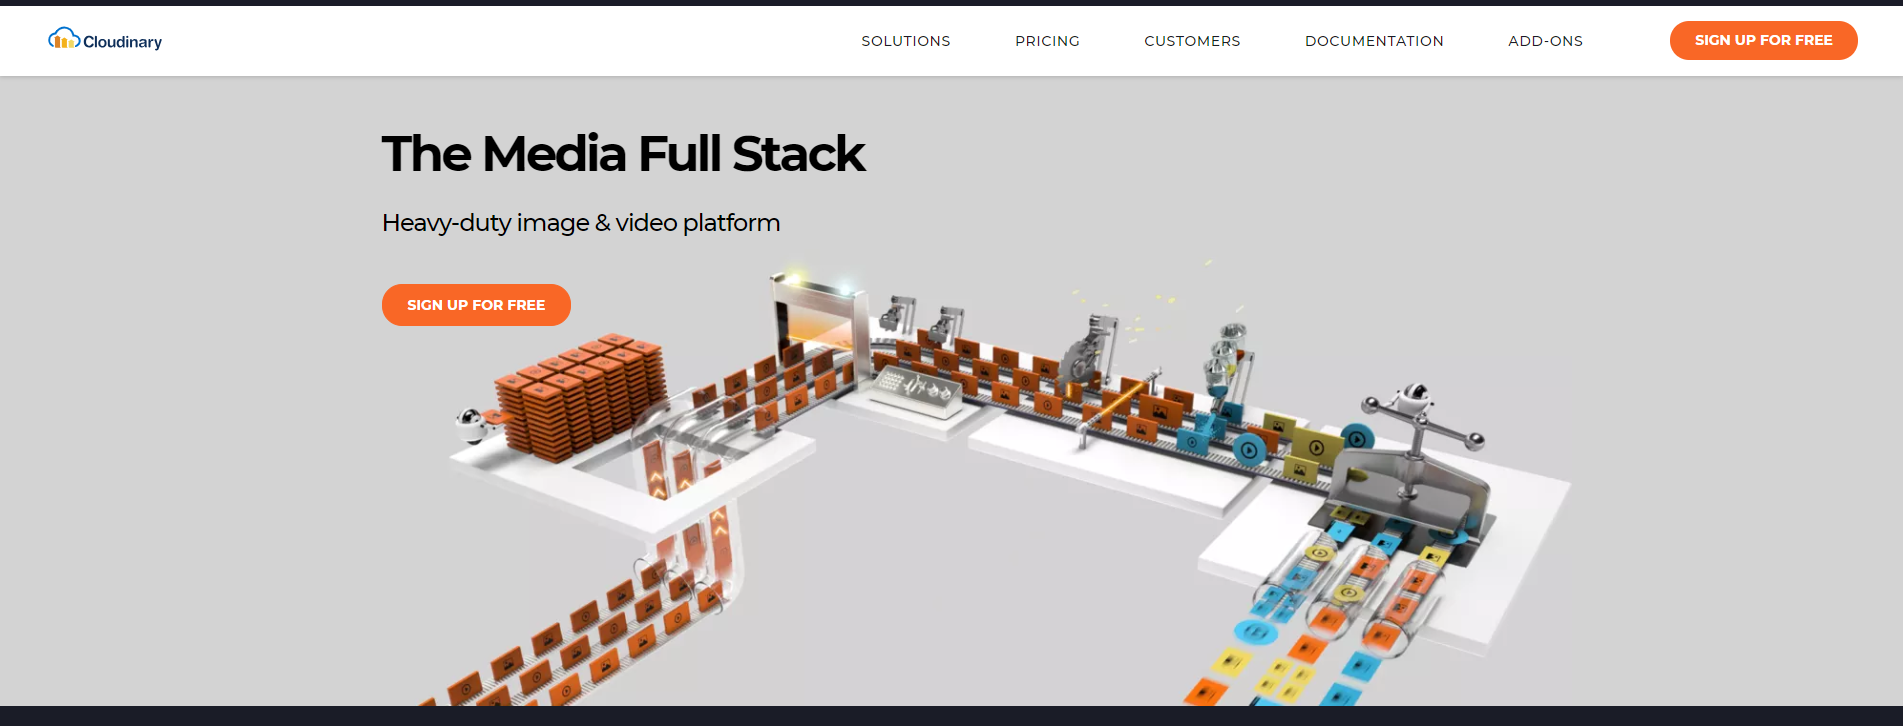 Cloudinary
SOLUTIONS
PRICING
CUSTOMERS
DOCUMENTATION
ADD-ONS
SIGN UP FOR FREE
The Media Full Stack
Heavy-duty image & video platform
SIGN UP FOR FREE